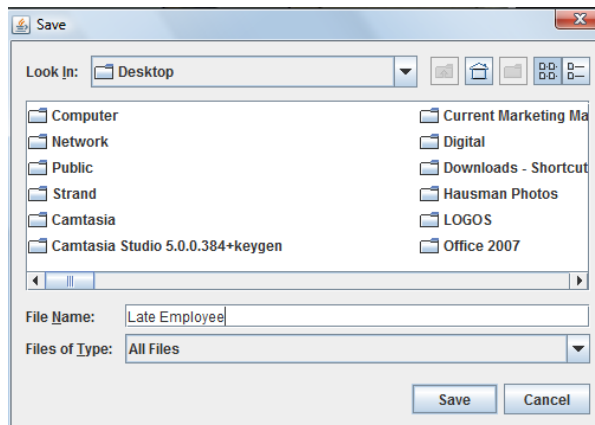 Save
Look In: Desktop
Computer
Network
Public
Strand
Camtasia
Camtasia Studio 5.0.0.384+keygen
Current Marketing Ma
Digital
Downloads - Shortcut
Hausman Photos
LOGOS
Office 2007
File Name: Late Employee
Files of Type: All Files
Save Cancel